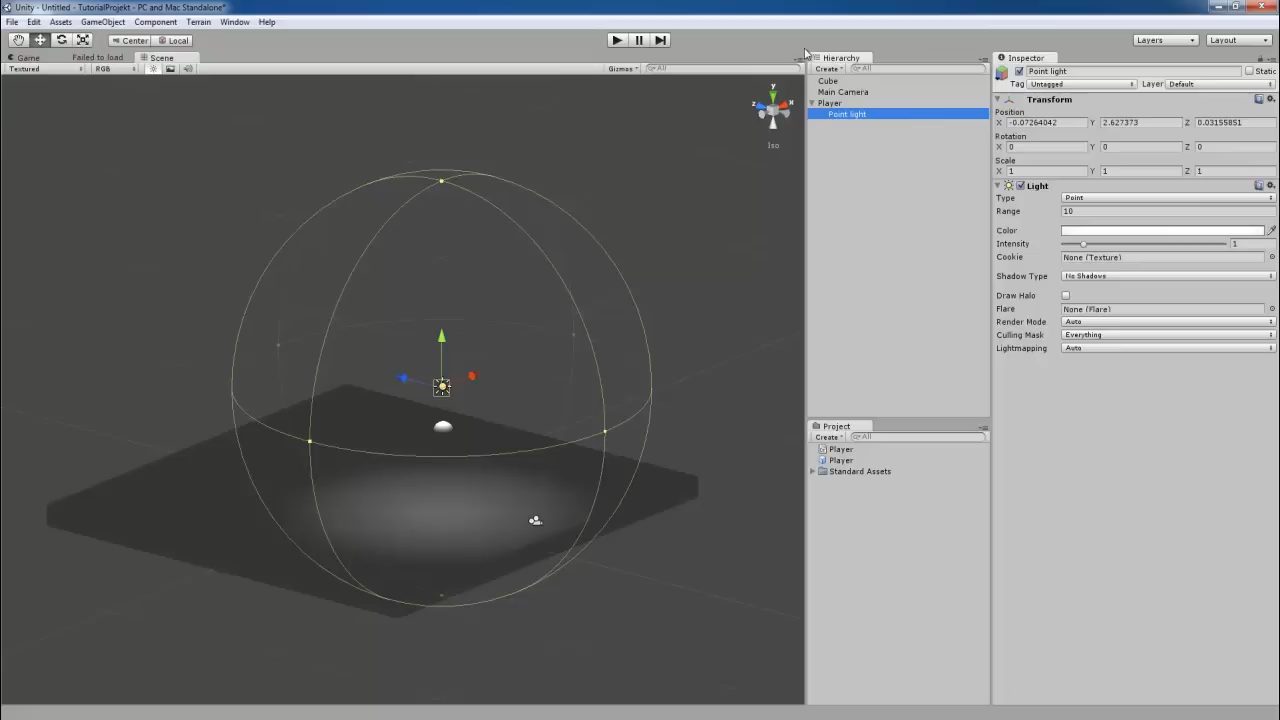 Unity - Untitled - TutorialProjekt - PC and Mac Standalone*
File Edit Assets GameObject Component Terrain Window Help
Center Local
Layers
Layout
Game
Failed to load
Scene
Textured
RGB
Gizmos
All
y
x
z
Iso
Hierarchy
Create
All
Cube
Main Camera
Player
Point light
Project
Create
All
Player
Player
Standard Assets
Inspector
Point light
Static
Tag Untagged Layer Default
Transform
Position
X -0.07264042 Y 2.627373 Z 0.03155851
Rotation
X 0 Y 0 Z 0
Scale
X 1 Y 1 Z 1
Light
Type Point
Range 10
Color
Intensity 1
Cookie None (Texture)
Shadow Type No Shadows
Draw Halo
Flare None (Flare)
Render Mode Auto
Culling Mask Everything
Lightmapping Auto